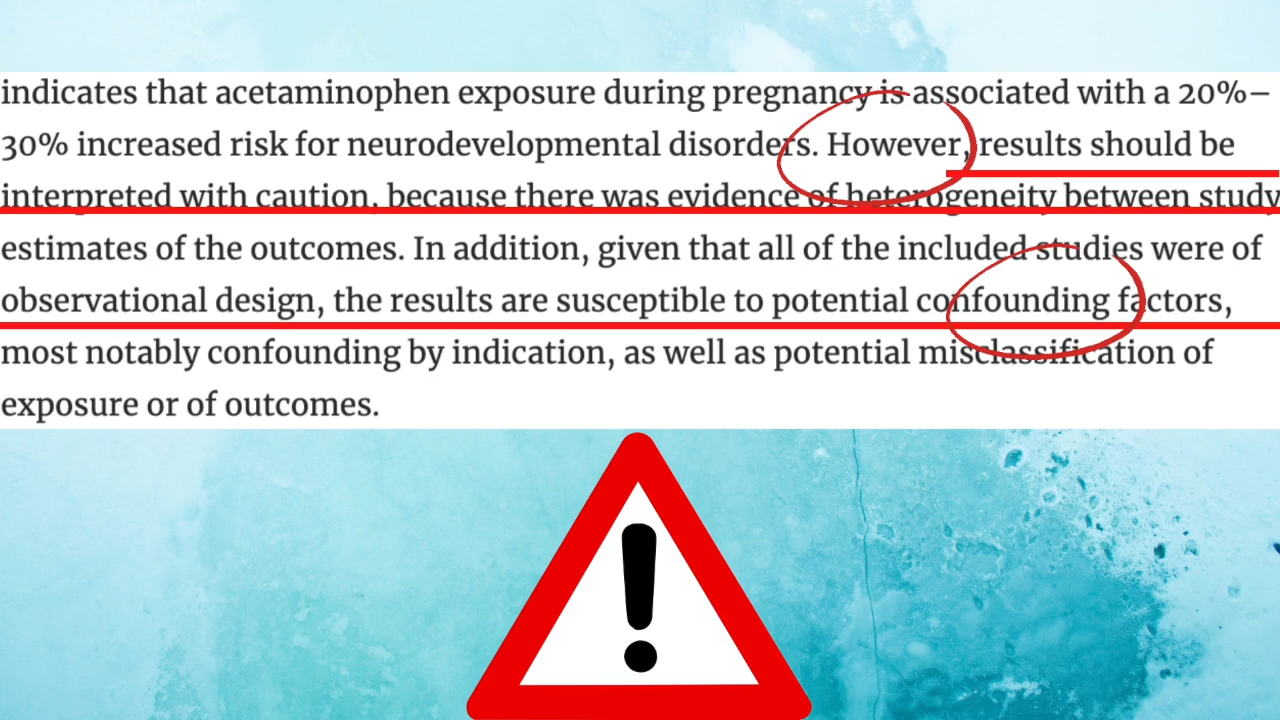 indicates that acetaminophen exposure during pregnancy is associated with a 20%–
30% increased risk for neurodevelopmental disorders. However, results should be
interpreted with caution, because there was evidence of heterogeneity between study
estimates of the outcomes. In addition, given that all of the included studies were of
observational design, the results are susceptible to potential confounding factors,
most notably confounding by indication, as well as potential misclassification of
exposure or of outcomes.